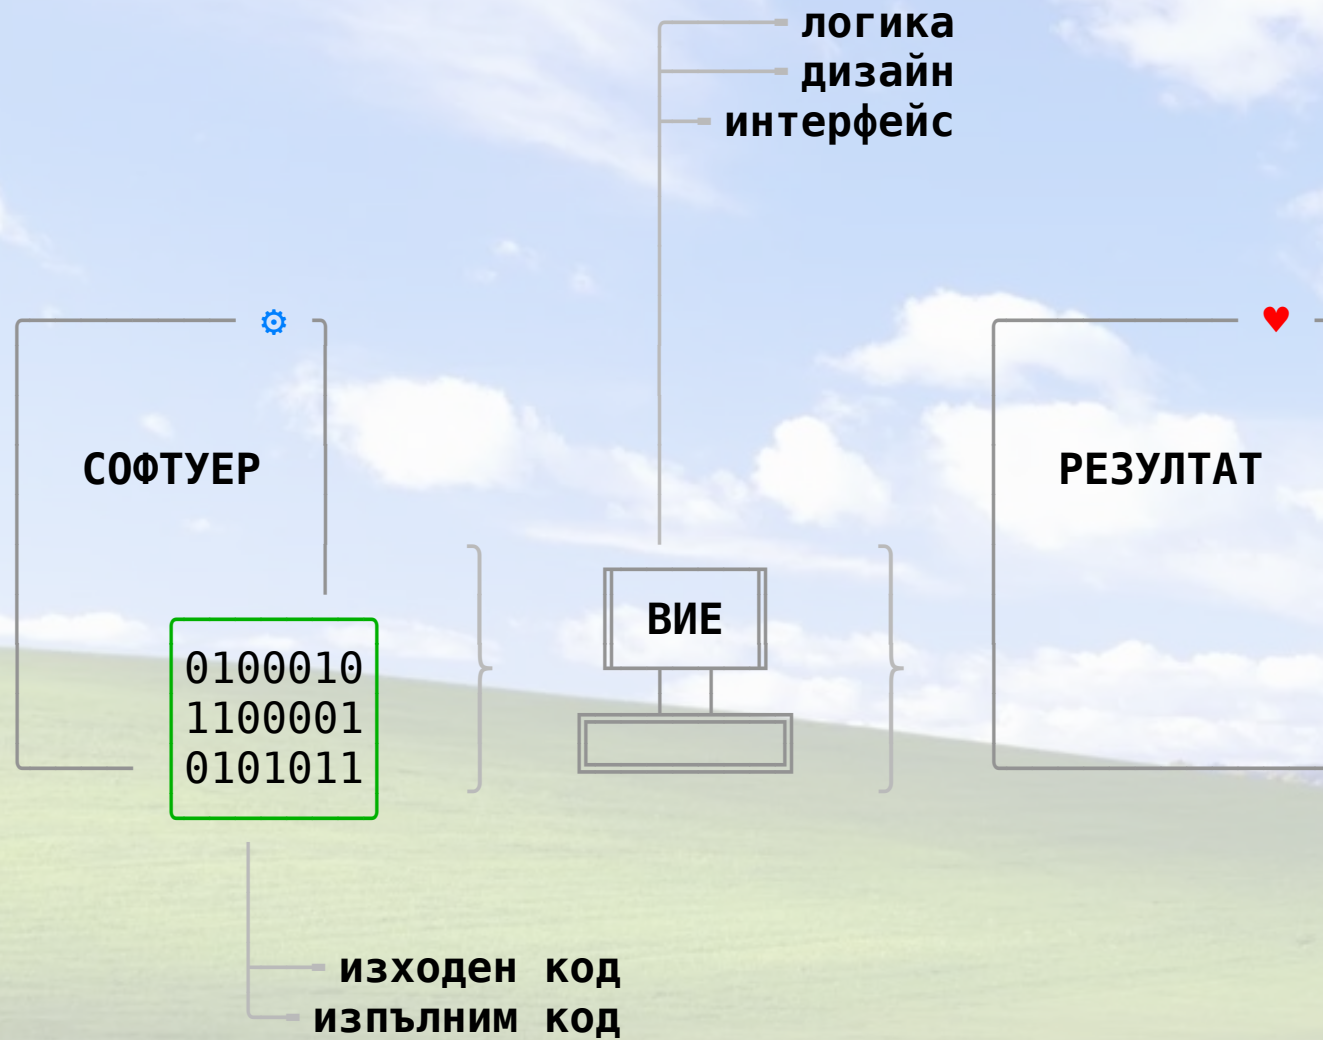 логика
дизайн
интерфейс
СОФТУЕР
РЕЗУЛТАТ
ВИЕ
0100010
1100001
0101011
изходен код
изпълним код